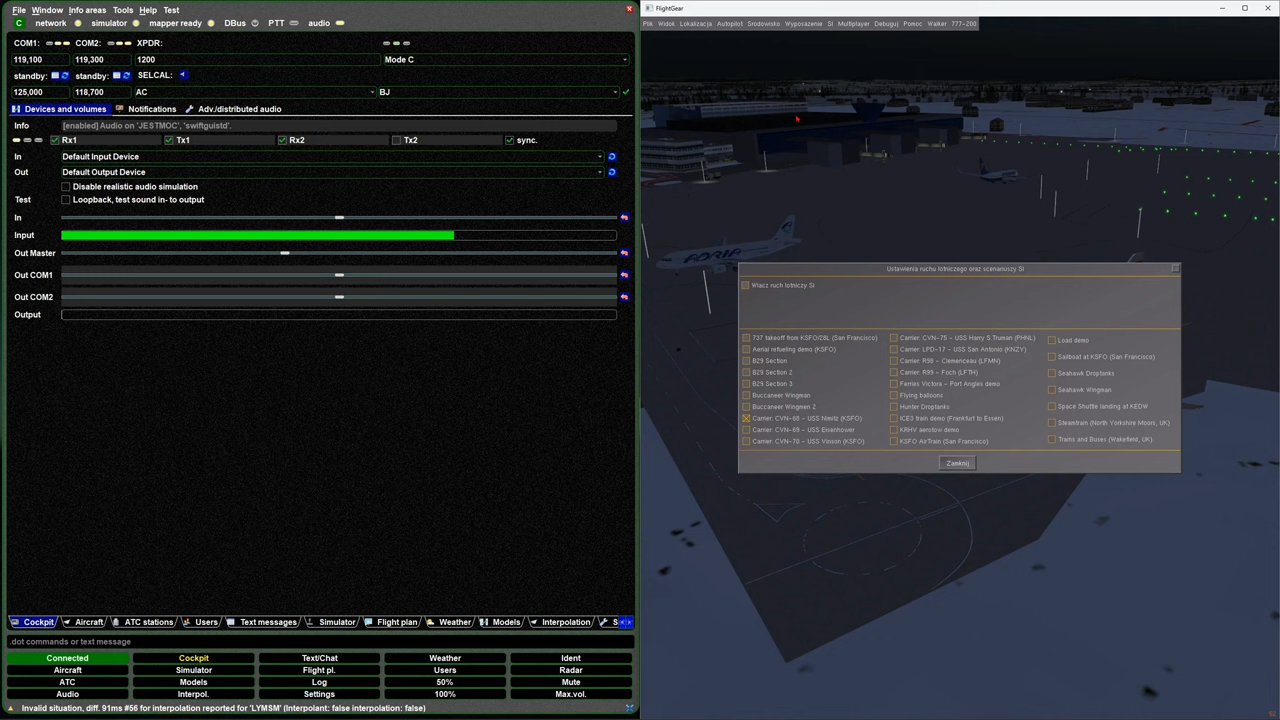 File Window Info areas Tools Help Test
C network simulator mapper ready DBus PTT audio
COM1: COM2: XPDR:
119,100 119,300 1200 Mode C
standby: standby: SELCAL:
125,000 118,700 AC BJ
Devices and volumes Notifications Adv./distributed audio
Info [enabled] Audio on 'JESTMOC', 'swiftguistd'.
Rx1 Tx1 Rx2 Tx2 sync.
In Default Input Device
Out Default Output Device
Disable realistic audio simulation
Test Loopback, test sound in- to output
In
Input
Out Master
Out COM1
Out COM2
Output
Cockpit Aircraft ATC stations Users Text messages Simulator Flight plan Weather Models Interpolation S
.dot commands or text message
Connected Cockpit Text/Chat Weather Ident
Aircraft Simulator Flight pl. Users Radar
ATC Models Log 50% Mute
Audio Interpol. Settings 100% Max.vol.
Invalid situation, diff. 91ms #56 for interpolation reported for 'LYMSM' (Interpolant: false interpolation: false)
FlightGear
Plik Widok Lokalizacja Autopilot Środowisko Wyposażenie SI Multiplayer Debuguj Pomoc Walker 777-200
ADRIA
Ustawienia ruchu lotniczego oraz scenariuszy SI
Włacz ruch lotniczy SI
737 takeoff from KSFO/28L (San Francisco)
Aerial refueling demo (KSFO)
B29 Section
B29 Section 2
B29 Section 3
Buccaneer Wingman
Buccaneer Wingmen 2
Carrier: CVN-68 - USS Nimitz (KSFO)
Carrier: CVN-69 - USS Eisenhower
Carrier: CVN-70 - USS Vinson (KSFO)
Carrier: CVN-75 - USS Harry S.Truman (PHNL)
Carrier: LPD-17 - USS San Antonio (KNZY)
Carrier: R98 - Clemenceau (LFMN)
Carrier: R99 - Foch (LFTH)
Ferries Victora - Port Angles demo
Flying balloons
Hunter Droptanks
ICE3 train demo (Frankfurt to Essen)
KRHV aerotow demo
KSFO AirTrain (San Francisco)
Load demo
Sailboat at KSFO (San Francisco)
Seahawk Droptanks
Seahawk Wingman
Space Shuttle landing at KEDW
Steamtrain (North Yorkshire Moors, UK)
Trains and Buses (Wakefield, UK)
Zamknij